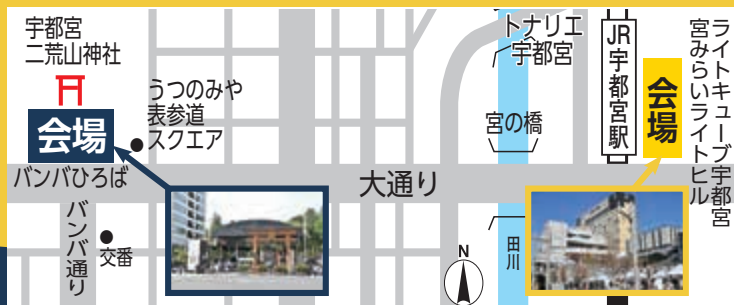 宇都宮
二荒山神社
会場
うつのみや
表参道
スクエア
バンバひろば
バンバ通り
交番
大通り
トナリエ
宇都宮
宮の橋
田川
N
JR宇都宮駅
会場
ライトキューブ宇都宮
宮みらいライトヒル